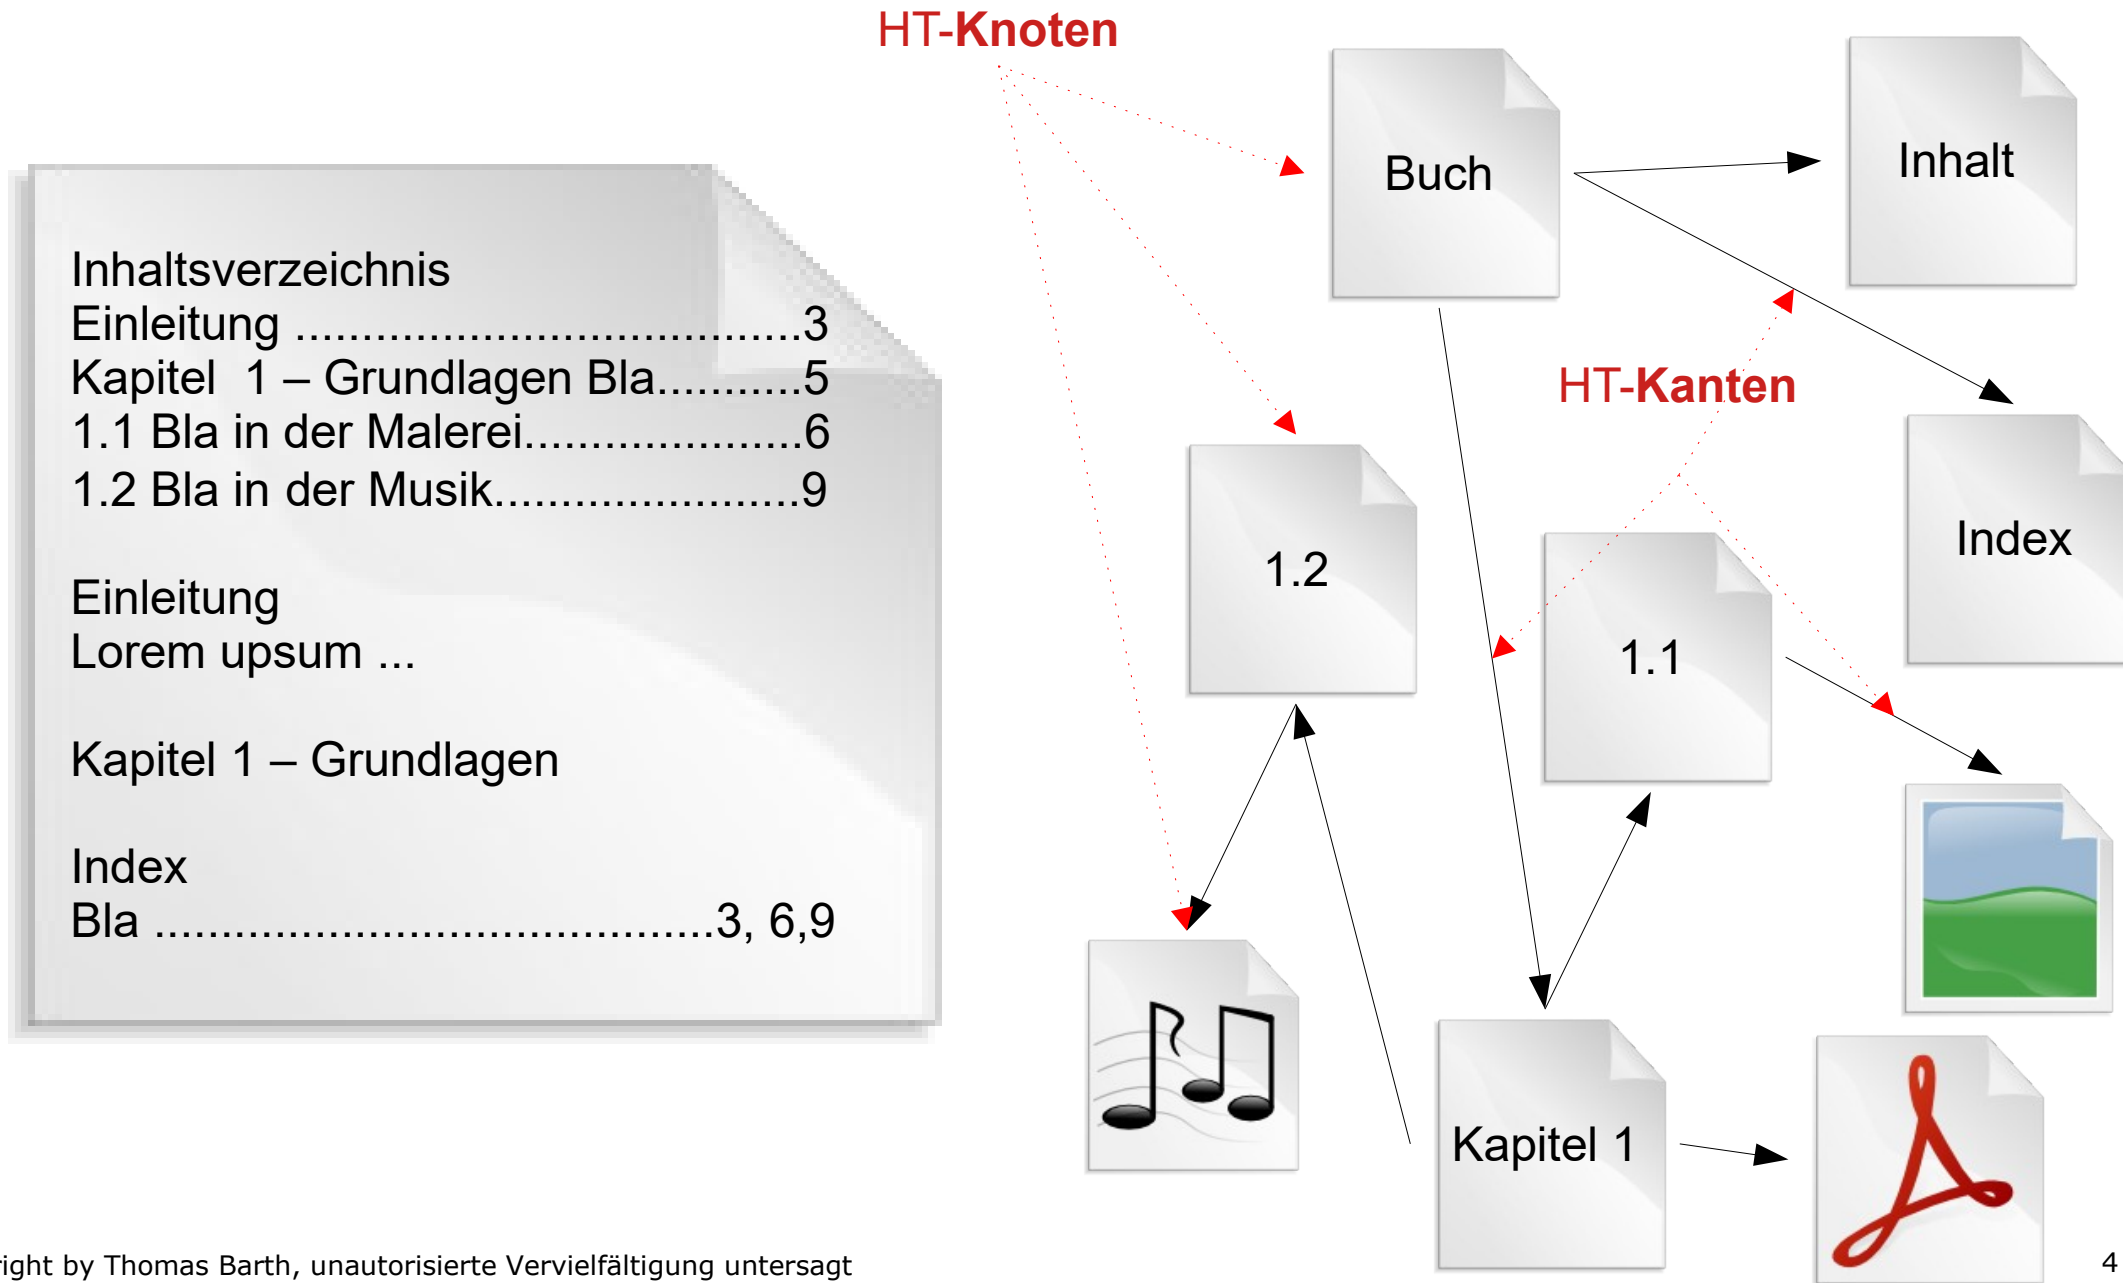 HT-Knoten
Buch
Inhalt
Inhaltsverzeichnis
Einleitung ......................................3
Kapitel  1 – Grundlagen Bla...........5
1.1 Bla in der Malerei.....................6
1.2 Bla in der Musik.......................9
Einleitung
Lorem upsum ...
Kapitel 1 – Grundlagen
Index
Bla ..........................................3, 6,9
HT-Kanten
Index
1.2
1.1
Kapitel 1
right by Thomas Barth, unautorisierte Vervielfältigung untersagt
4